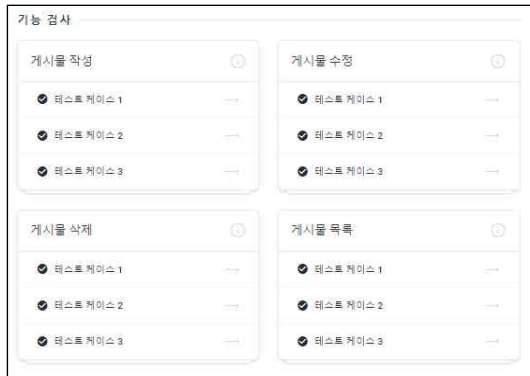 기능 검사
게시물 작성
테스트 케이스 1
테스트 케이스 2
테스트 케이스 3
게시물 수정
테스트 케이스 1
테스트 케이스 2
테스트 케이스 3
게시물 삭제
테스트 케이스 1
테스트 케이스 2
테스트 케이스 3
게시물 목록
테스트 케이스 1
테스트 케이스 2
테스트 케이스 3